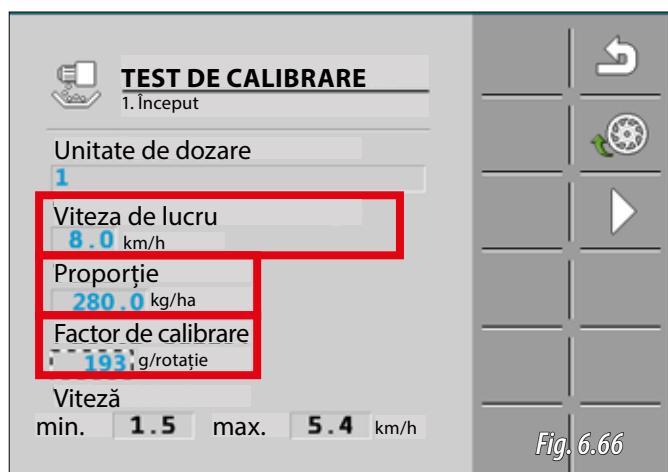 TEST DE CALIBRARE
1. Început
Unitate de dozare
1
Viteza de lucru
8.0 km/h
Proporție
280.0 kg/ha
Factor de calibrare
193 g/rotație
Viteză
min. 1.5 max. 5.4 km/h
Fig. 6.66